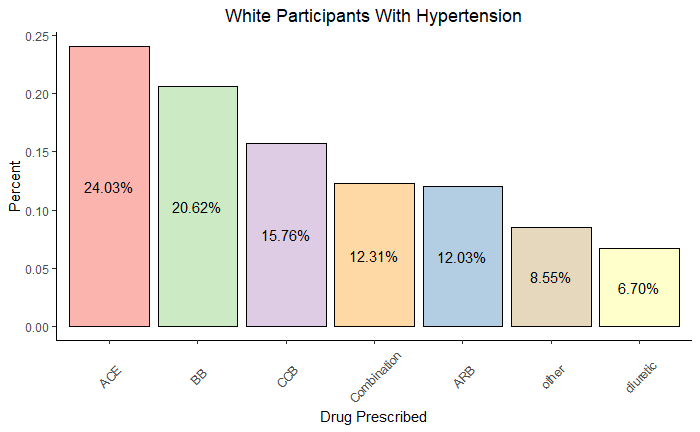 White Participants With Hypertension
Percent
0.25
0.20
0.15
0.10
0.05
0.00
24.03%
20.62%
15.76%
12.31%
12.03%
8.55%
6.70%
ACE
BB
CCB
Combination
ARB
other
diuretic
Drug Prescribed